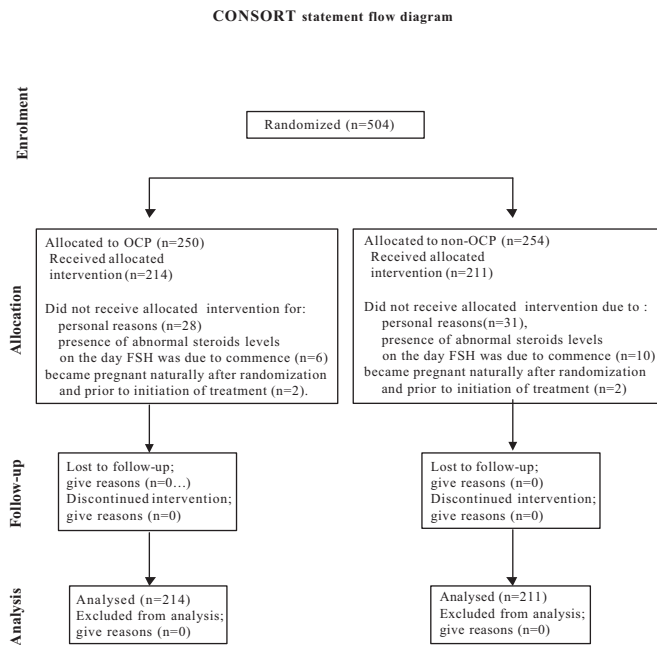 CONSORT statement flow diagram
Enrolment
Randomized (n=504)
Allocation
Allocated to OCP (n=250)
Received allocated
intervention (n=214)
Did not receive allocated intervention for:
personal reasons (n=28)
presence of abnormal steroids levels
on the day FSH was due to commence (n=6)
became pregnant naturally after randomization
and prior to initiation of treatment (n=2).
Allocated to non-OCP (n=254)
Received allocated
intervention (n=211)
Did not receive allocated intervention due to :
personal reasons(n=31),
presence of abnormal steroids levels
on the day FSH was due to commence (n=10)
became pregnant naturally after randomization
and prior to initiation of treatment (n=2)
Follow-up
Lost to follow-up;
give reasons (n=0...)
Discontinued intervention;
give reasons (n=0)
Lost to follow-up;
give reasons (n=0)
Discontinued intervention;
give reasons (n=0)
Analysis
Analysed (n=214)
Excluded from analysis;
give reasons (n=0)
Analysed (n=211)
Excluded from analysis;
give reasons (n=0)